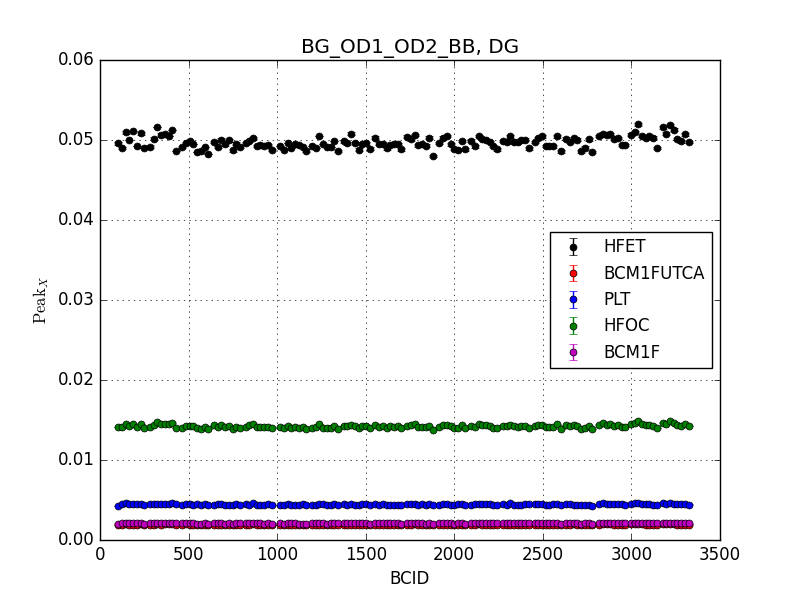 BG_OD1_OD2_BB, DG
0.06
0.05
0.04
0.03
0.02
0.01
0.00
Peak_X
HFET
BCM1FUTCA
PLT
HFOC
BCM1F
0 500 1000 1500 2000 2500 3000 3500
BCID